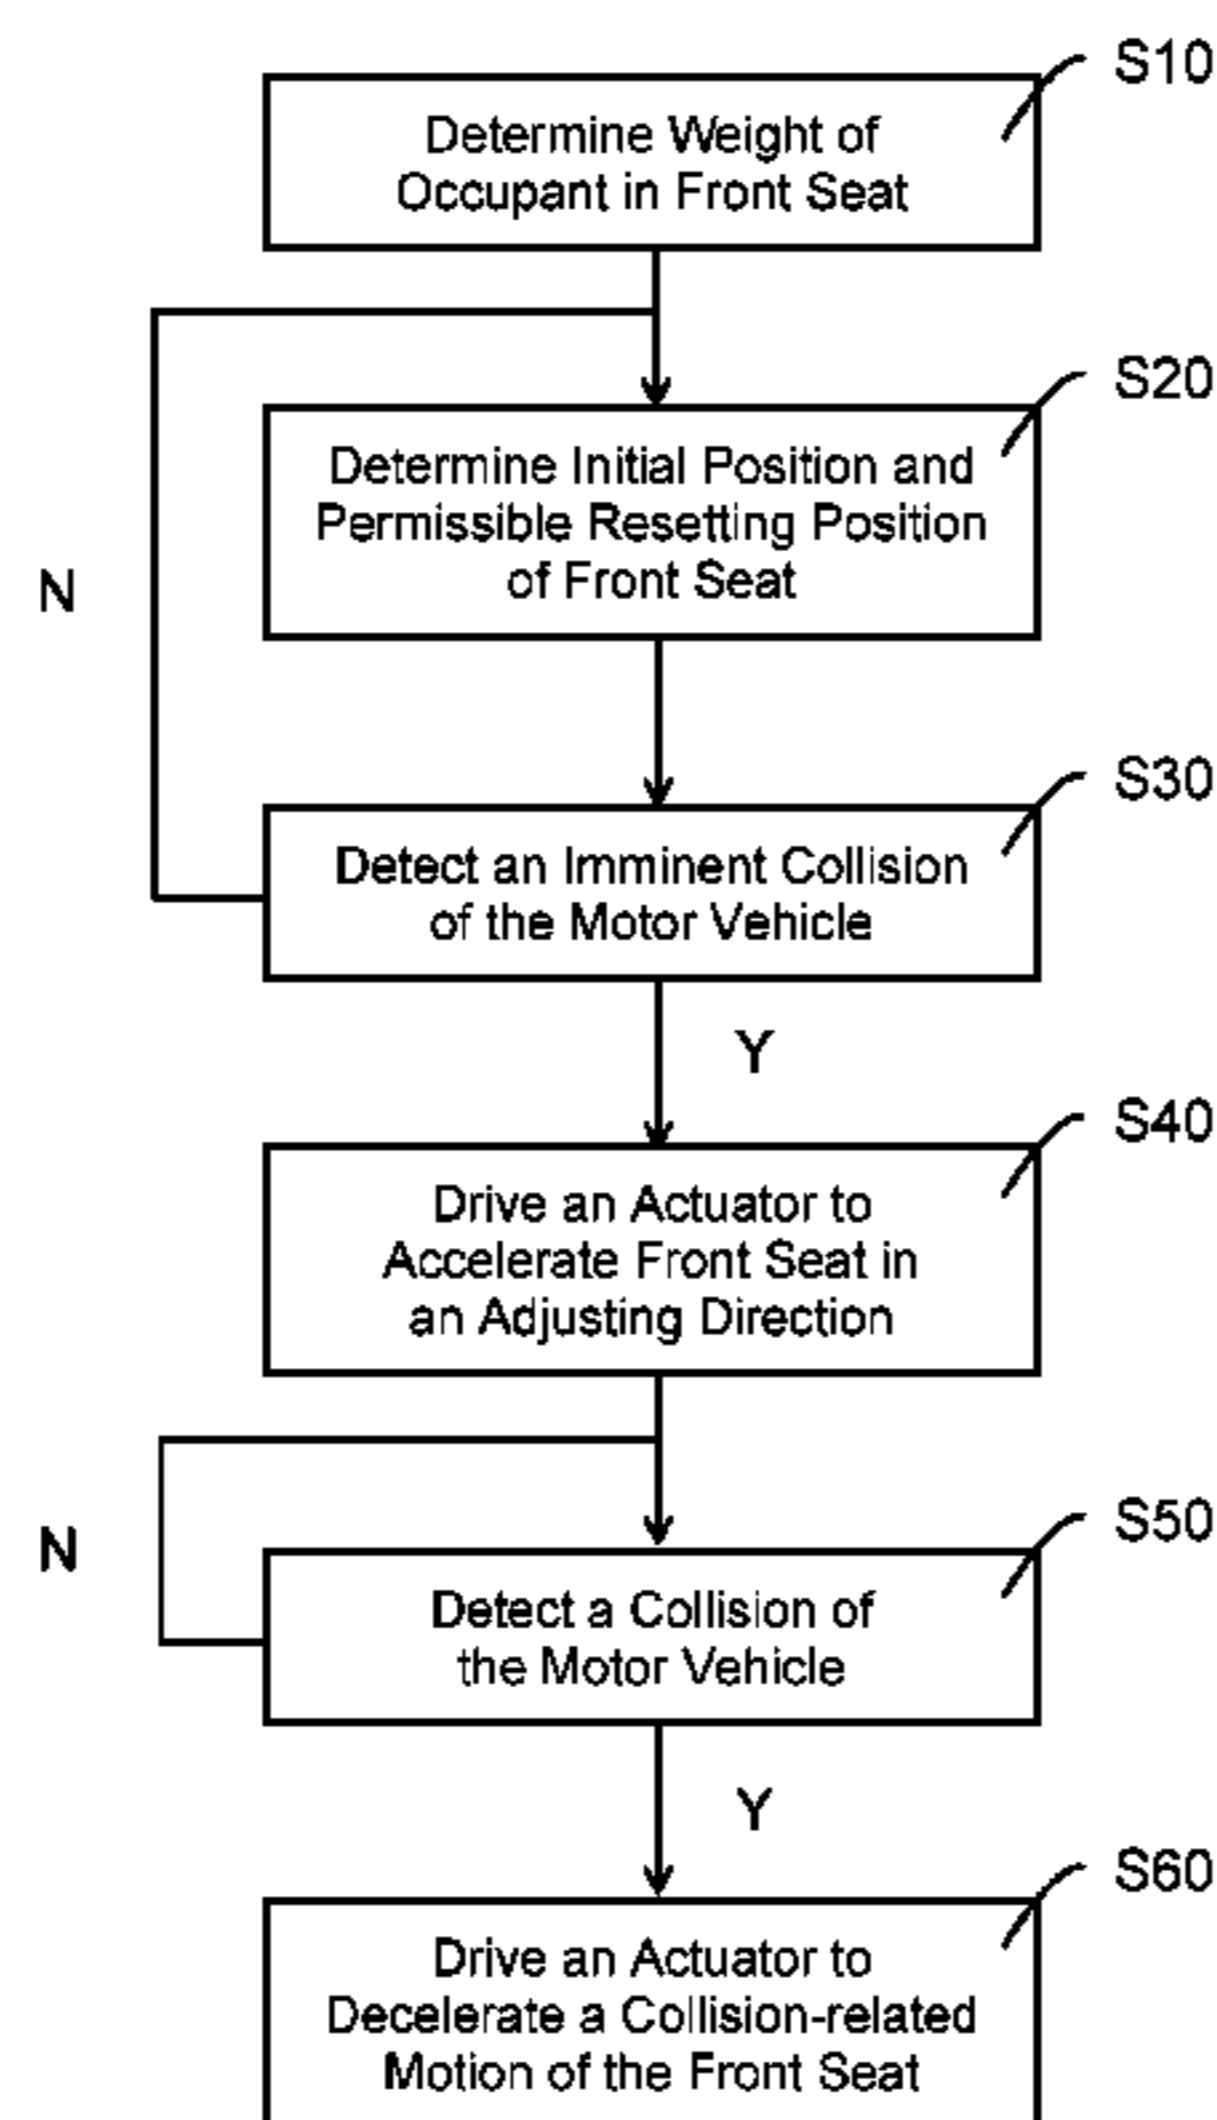 S10
Determine Weight of
Occupant in Front Seat
S20
Determine Initial Position and
Permissible Resetting Position
of Front Seat
N
S30
Detect an Imminent Collision
of the Motor Vehicle
Y
S40
Drive an Actuator to
Accelerate Front Seat in
an Adjusting Direction
N
S50
Detect a Collision of
the Motor Vehicle
Y
S60
Drive an Actuator to
Decelerate a Collision-related
Motion of the Front Seat